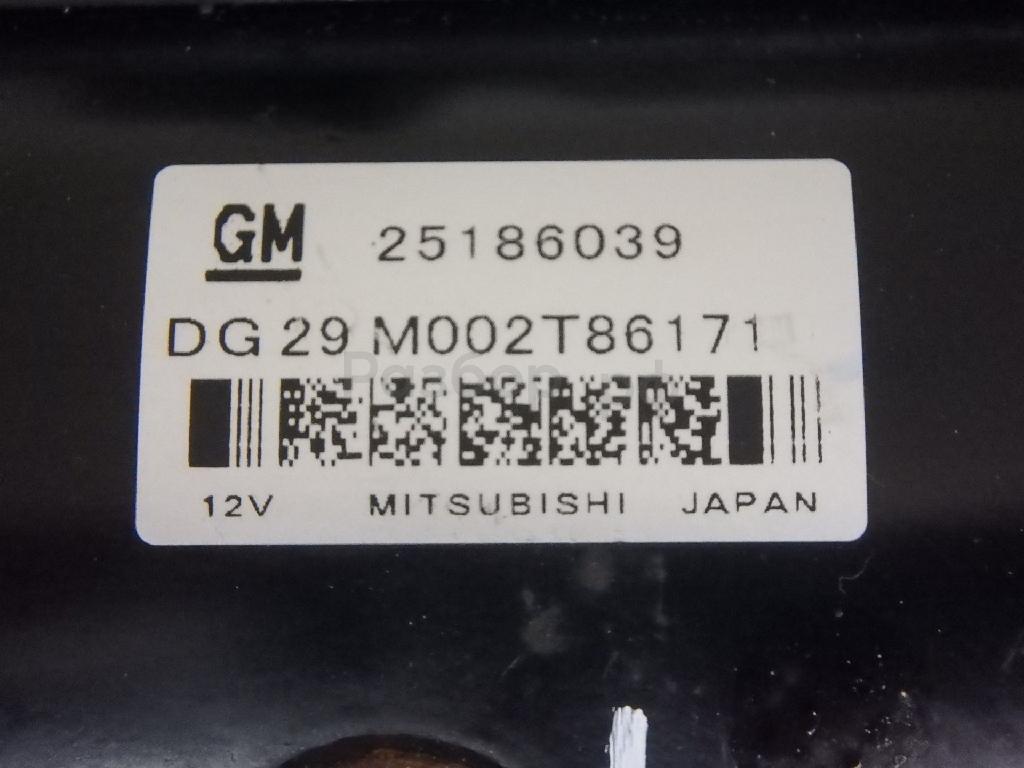 GM 25186039
DG 29 M002T86171
12V MITSUBISHI JAPAN